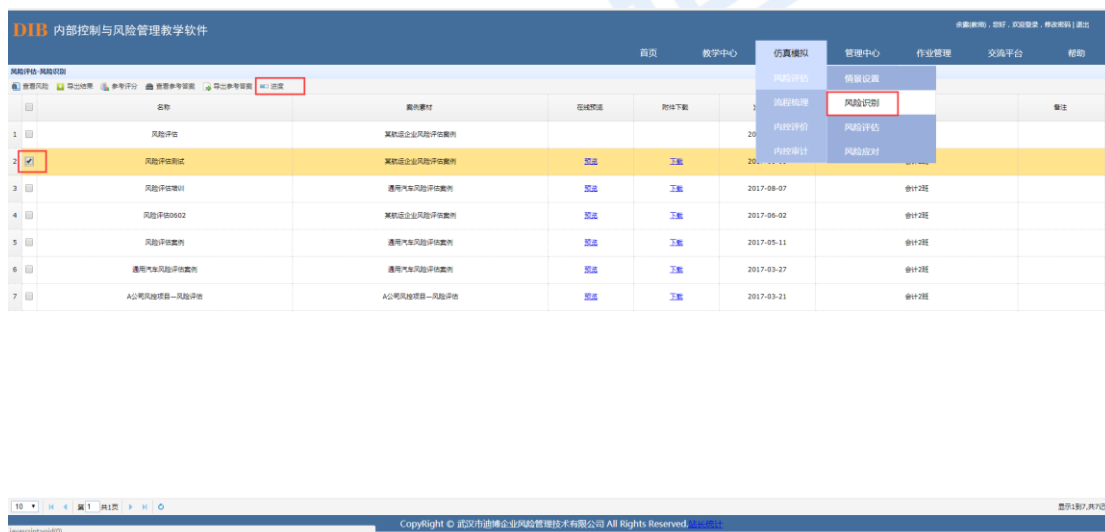 DIB 内部控制与风险管理教学软件
您好，欢迎登录，修改密码 | 退出
首页 教学中心 仿真模拟 管理中心 作业管理 交流平台 帮助
风险评估-风险识别
风险评估 情景设置
查看风险 导出结果 参考评分 查看参考答案 导出参考答案 进度
名称 案例素材 在线预览 附件下载 流程梳理 风险识别 备注
1 风险评估 某航运企业风险评估案例 20 内控评价 风险评估
2 风险评估测试 某航运企业风险评估案例 预览 下载 内控审计 风险应对
3 风险评估培训 通用汽车风险评估案例 预览 下载 2017-08-07 会计2班
4 风险评估0602 某航运企业风险评估案例 预览 下载 2017-06-02 会计2班
5 风险评估案例 通用汽车风险评估案例 预览 下载 2017-05-11 会计2班
6 通用汽车风险评估案例 通用汽车风险评估案例 预览 下载 2017-03-27 会计2班
7 A公司风控项目—风险评估 A公司风控项目—风险评估 预览 下载 2017-03-21 会计2班
10 第 1 共1页 显示1到7,共7记
CopyRight © 武汉市迪博企业风险管理技术有限公司 All Rights Reserved.站长统计